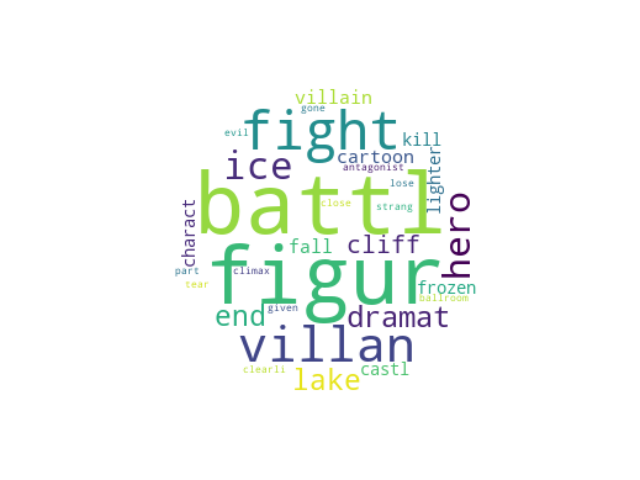 villain
gone
evil
fight
kill
ice
cartoon
antagonist
lighter
lose
battl
close
strang
hero
charact
fall
cliff
part
climax
figur
tear
frozen
ballroom
end
given
dramat
villan
clearli
lake
castl